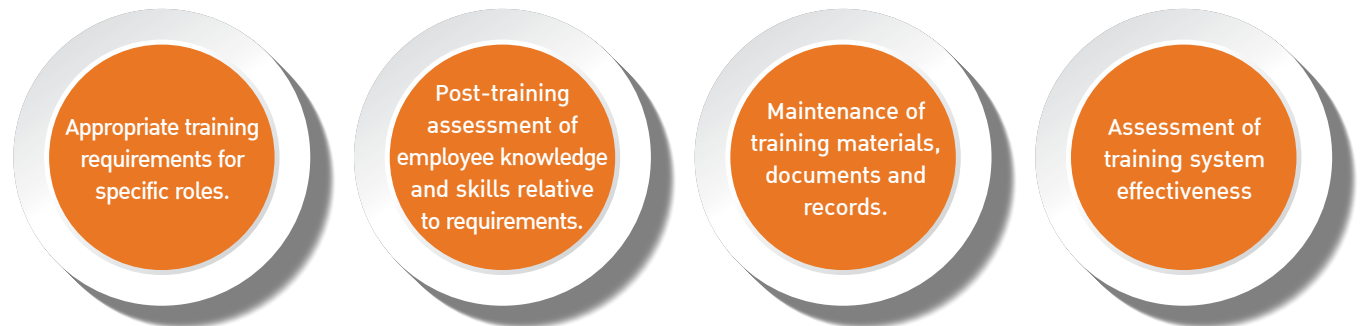 Appropriate training
requirements for
specific roles.
Post-training
assessment of
employee knowledge
and skills relative
to requirements.
Maintenance of
training materials,
documents and
records.
Assessment of
training system
effectiveness